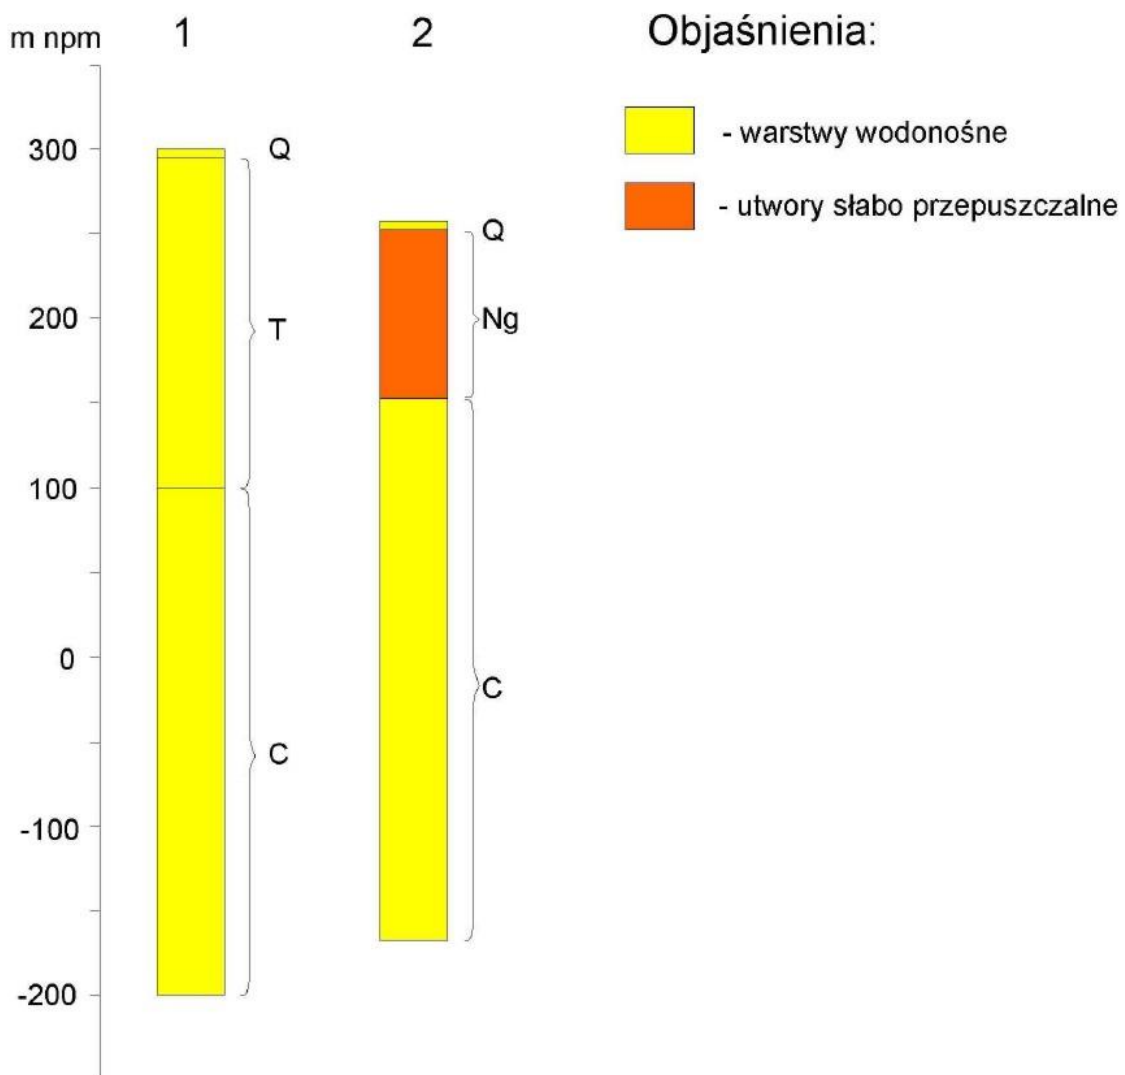 m npm
1
2
Objaśnienia:
- warstwy wodonośne
- utwory słabo przepuszczalne
300
Q
Q
T
200
Ng
100
0
C
C
-100
-200